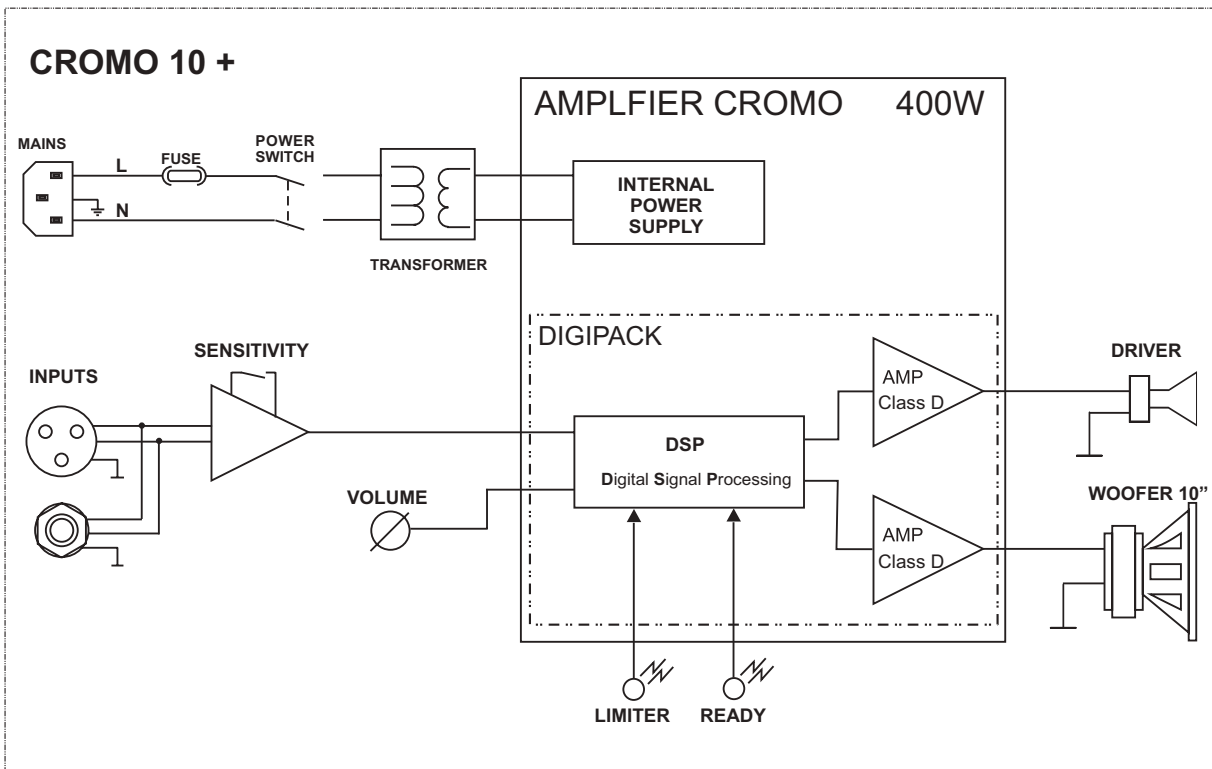 CROMO 10 +
AMPLFIER CROMO 400W
MAINS
L
FUSE
POWER
SWITCH
N
TRANSFORMER
INTERNAL
POWER
SUPPLY
DIGIPACK
SENSITIVITY
INPUTS
VOLUME
DSP
Digital Signal Processing
AMP
Class D
AMP
Class D
DRIVER
WOOFER 10”
LIMITER
READY